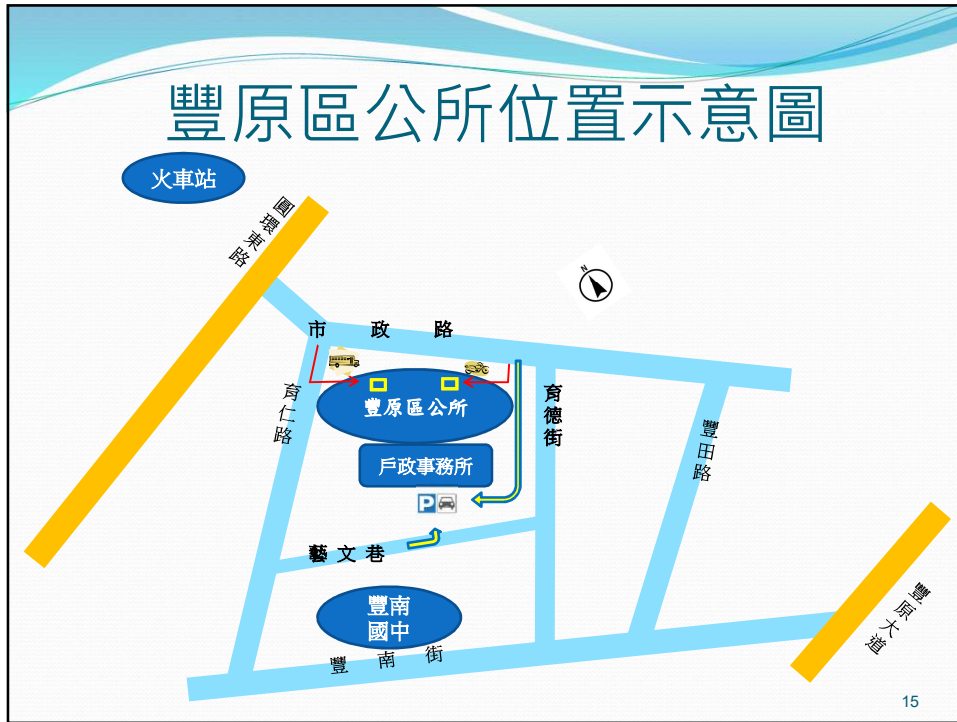 豐原區公所位置示意圖
火車站
圓環東路
N
市 政 路
育仁路
豐原區公所
育德街
豐田路
戶政事務所
P
藝文巷
豐南
國中
豐 南 街
豐原大道
15